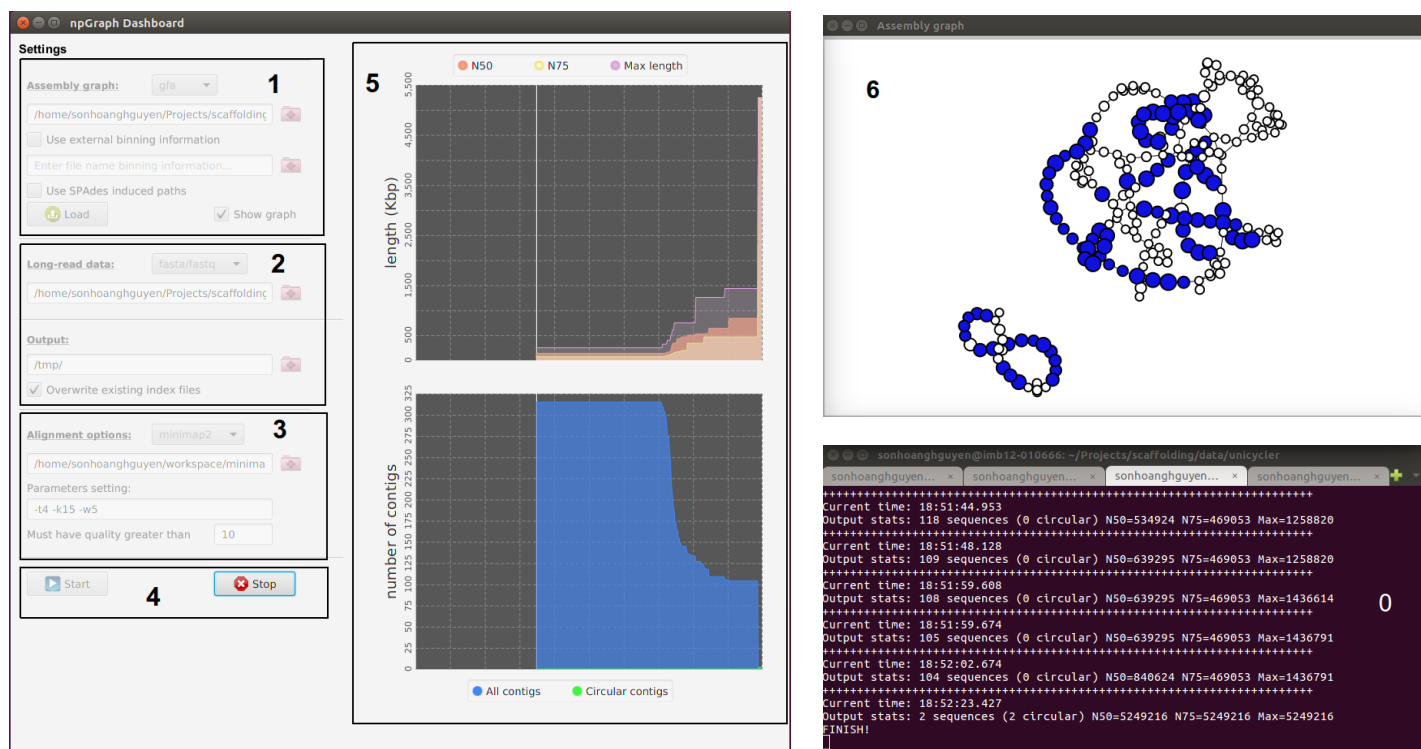 npGraph Dashboard
Settings
1
Assembly graph: gfa
/home/sonhoanghguyen/Projects/scaffolding
Use external binning information
Enter file name binning information...
Use SPAdes induced paths
Load Show graph
2
Long-read data: fasta/fastq
/home/sonhoanghguyen/Projects/scaffolding
Output:
/tmp/
Overwrite existing index files
3
Alignment options: minimap2
/home/sonhoanghguyen/workspace/minima
Parameters setting:
-t4 -k15 -w5
Must have quality greater than 10
Start Stop
4
5
N50 N75 Max length
length (Kbp)
5,500
4,500
3,500
2,500
1,500
500
0
number of contigs
325
300
275
250
225
200
175
150
125
100
75
50
25
0
All contigs Circular contigs
Assembly graph
6
sonhoanghguyen@imb12-010666: ~/Projects/scaffolding/data/unicycler
sonhoanghguyen... × sonhoanghguyen... × sonhoanghguyen... × sonhoanghguyen... ×
+++++++++++++++++++++++++++++++++++++++++++++++++++++++++++++++++++++++
Current time: 18:51:44.953
Output stats: 118 sequences (0 circular) N50=534924 N75=469053 Max=1258820
+++++++++++++++++++++++++++++++++++++++++++++++++++++++++++++++++++++++
Current time: 18:51:48.128
Output stats: 109 sequences (0 circular) N50=639295 N75=469053 Max=1258820
+++++++++++++++++++++++++++++++++++++++++++++++++++++++++++++++++++++++
Current time: 18:51:59.608
Output stats: 108 sequences (0 circular) N50=639295 N75=469053 Max=1436614
+++++++++++++++++++++++++++++++++++++++++++++++++++++++++++++++++++++++
Current time: 18:51:59.674
Output stats: 105 sequences (0 circular) N50=639295 N75=469053 Max=1436791
+++++++++++++++++++++++++++++++++++++++++++++++++++++++++++++++++++++++
Current time: 18:52:02.674
Output stats: 104 sequences (0 circular) N50=840624 N75=469053 Max=1436791
+++++++++++++++++++++++++++++++++++++++++++++++++++++++++++++++++++++++
Current time: 18:52:23.427
Output stats: 2 sequences (2 circular) N50=5249216 N75=5249216 Max=5249216
FINISH!
0